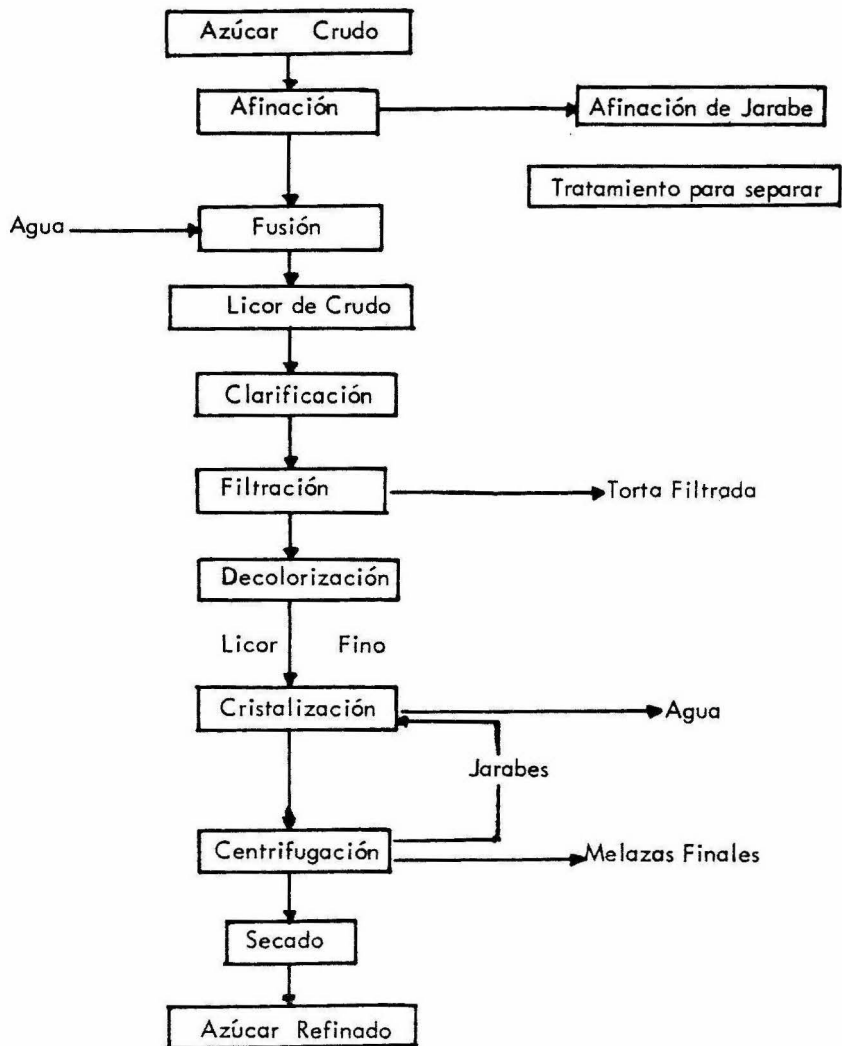 Azúcar Crudo
Afinación
Afinación de Jarabe
Tratamiento para separar
Agua
Fusión
Licor de Crudo
Clarificación
Filtración
Torta Filtrada
Decolorización
Licor Fino
Cristalización
Agua
Jarabes
Centrifugación
Melazas Finales
Secado
Azúcar Refinado